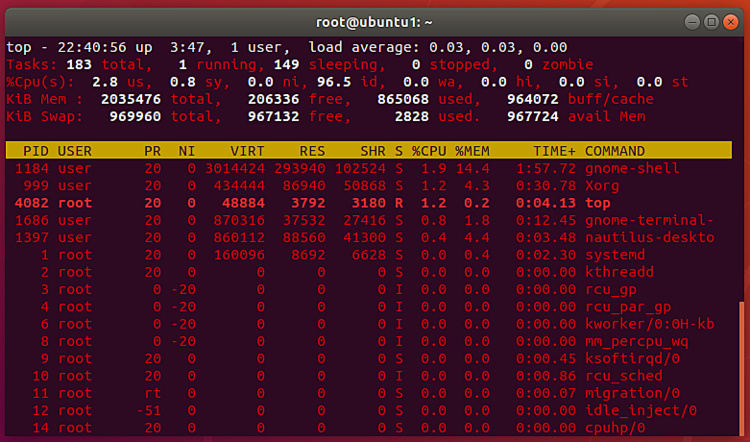 root@ubuntu1: ~
top - 22:40:56 up  3:47,  1 user,  load average: 0.03, 0.03, 0.00
Tasks: 183 total,   1 running, 149 sleeping,   0 stopped,   0 zombie
%Cpu(s):  2.8 us,  0.8 sy,  0.0 ni, 96.5 id,  0.0 wa,  0.0 hi,  0.0 si,  0.0 st
KiB Mem :  2035476 total,   206336 free,   865068 used,   964072 buff/cache
KiB Swap:   969960 total,   967132 free,     2828 used.   967724 avail Mem
PID USER      PR  NI    VIRT    RES    SHR S %CPU %MEM     TIME+ COMMAND
1184 user      20   0 3014424 293940 102524 S  1.9 14.4   1:57.72 gnome-shell
999 user      20   0  434444  86940  50868 S  1.2  4.3   0:30.78 Xorg
4082 root      20   0   48884   3792   3180 R  1.2  0.2   0:04.13 top
1686 user      20   0  870316  37532  27416 S  0.8  1.8   0:12.45 gnome-terminal-
1397 user      20   0  860112  88560  41300 S  0.4  4.4   0:03.48 nautilus-deskto
1 root      20   0  160096   8692   6628 S  0.0  0.4   0:02.30 systemd
2 root      20   0       0      0      0 S  0.0  0.0   0:00.00 kthreadd
3 root       0 -20       0      0      0 I  0.0  0.0   0:00.00 rcu_gp
4 root       0 -20       0      0      0 I  0.0  0.0   0:00.00 rcu_par_gp
6 root       0 -20       0      0      0 I  0.0  0.0   0:00.00 kworker/0:0H-kb
8 root       0 -20       0      0      0 I  0.0  0.0   0:00.00 mm_percpu_wq
9 root      20   0       0      0      0 S  0.0  0.0   0:00.45 ksoftirqd/0
10 root      20   0       0      0      0 I  0.0  0.0   0:00.86 rcu_sched
11 root      rt   0       0      0      0 S  0.0  0.0   0:00.07 migration/0
12 root     -51   0       0      0      0 S  0.0  0.0   0:00.00 idle_inject/0
14 root      20   0       0      0      0 S  0.0  0.0   0:00.00 cpuhp/0